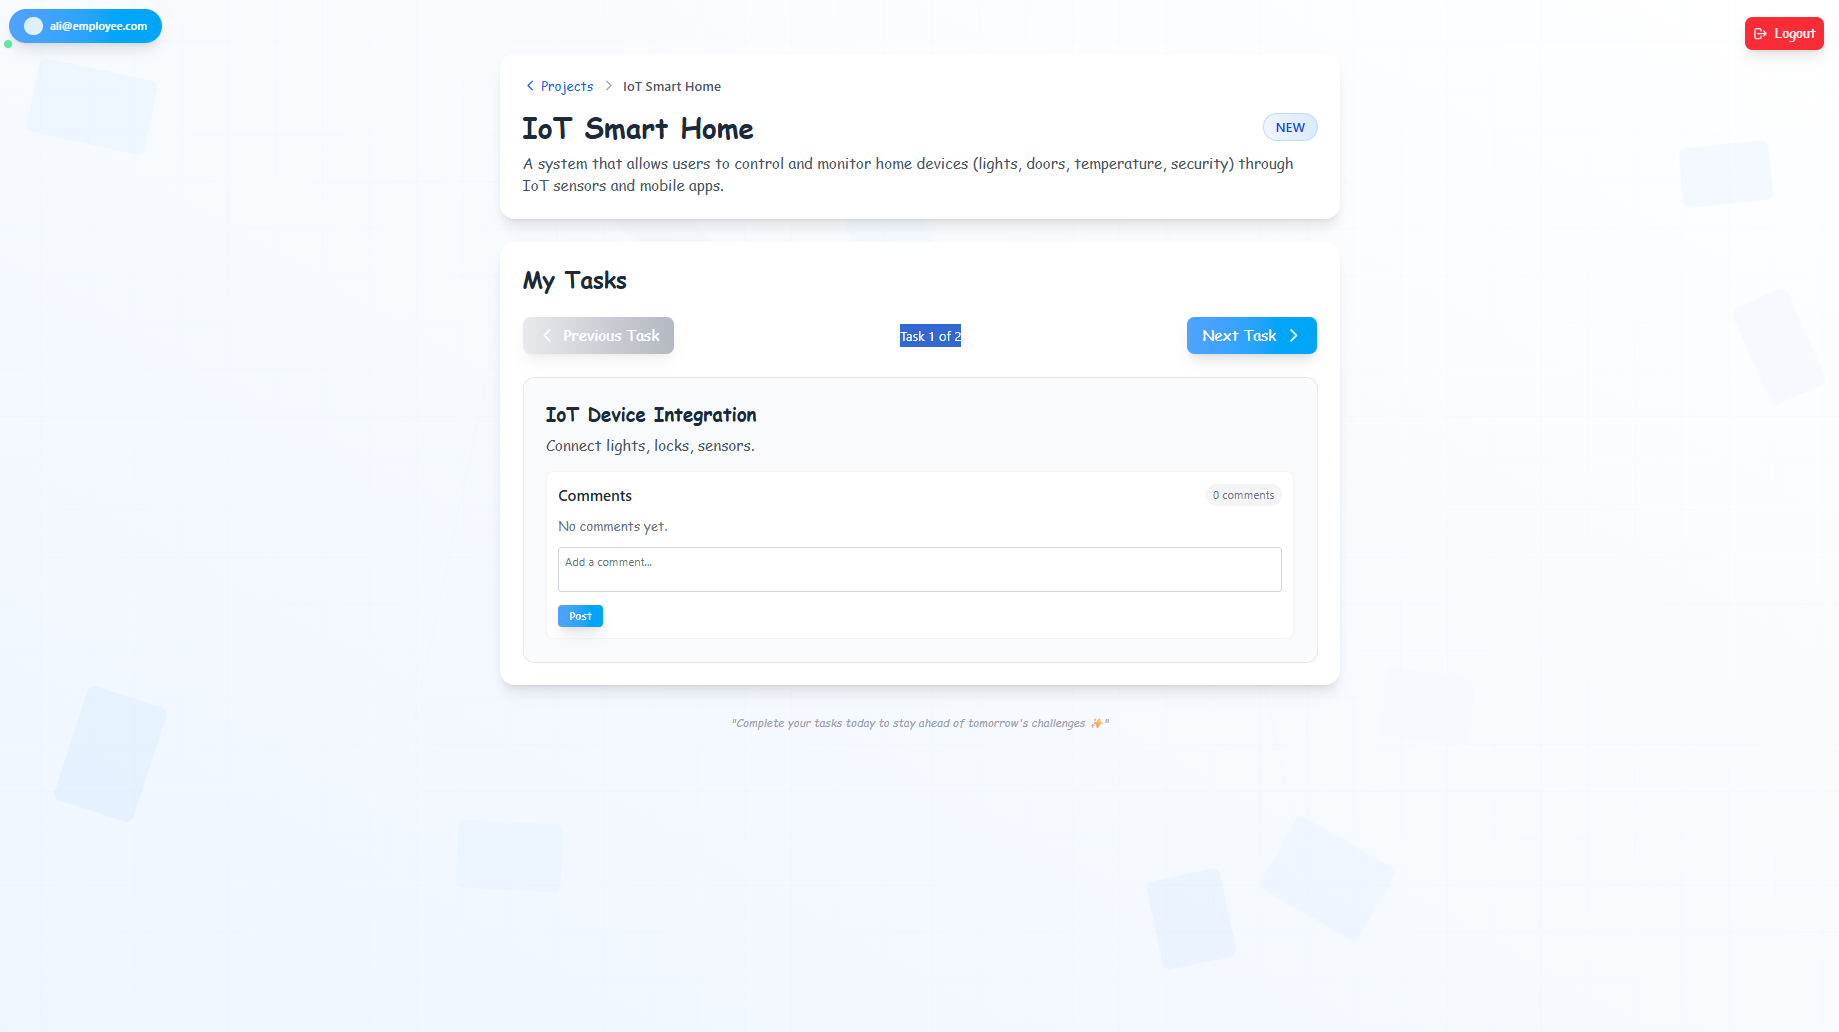 ali@employee.com
Logout
Projects
IoT Smart Home
IoT Smart Home
NEW
A system that allows users to control and monitor home devices (lights, doors, temperature, security) through
IoT sensors and mobile apps.
My Tasks
Previous Task
Task 1 of 2
Next Task
IoT Device Integration
Connect lights, locks, sensors.
Comments
0 comments
No comments yet.
Add a comment...
Post
"Complete your tasks today to stay ahead of tomorrow's challenges ✨"